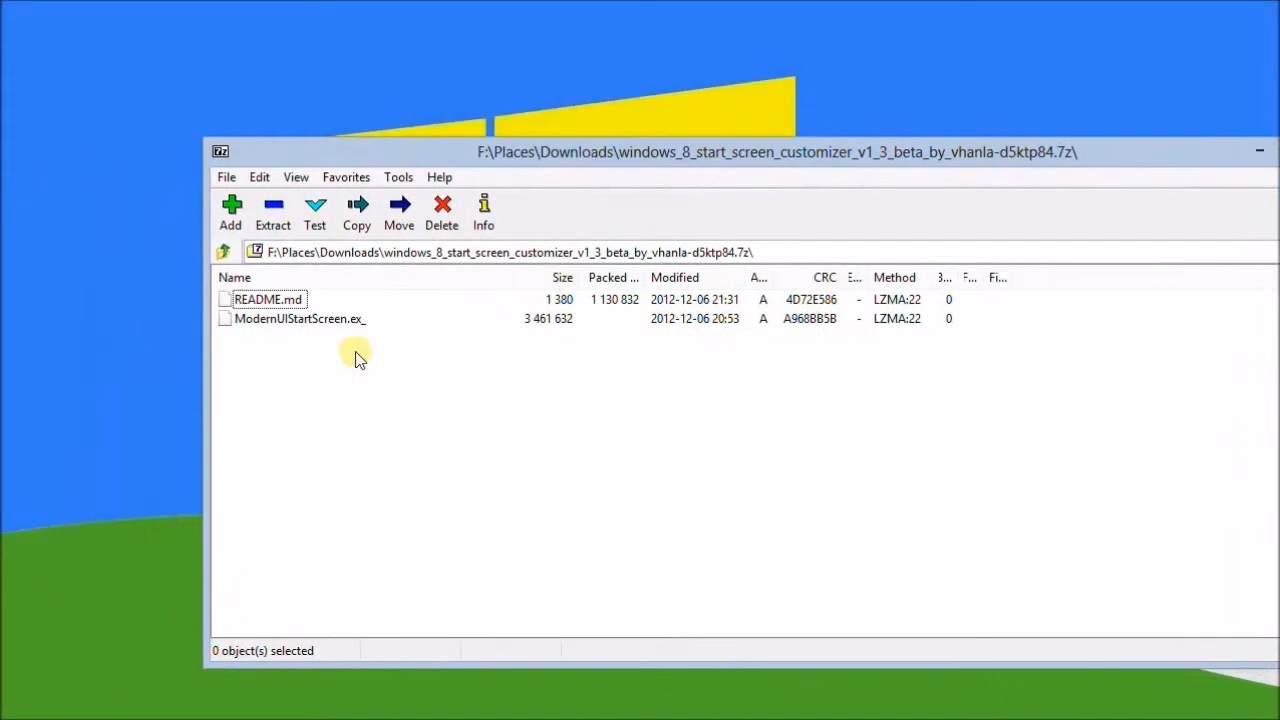 7z F:\Places\Downloads\windows_8_start_screen_customizer_v1_3_beta_by_vhanla-d5ktp84.7z\
File Edit View Favorites Tools Help
Add Extract Test Copy Move Delete Info
F:\Places\Downloads\windows_8_start_screen_customizer_v1_3_beta_by_vhanla-d5ktp84.7z\
Name Size Packed ... Modified A... CRC E... Method B... F... Fi...
README.md 1 380 1 130 832 2012-12-06 21:31 A 4D72E586 - LZMA:22 0
ModernUIStartScreen.ex_ 3 461 632 2012-12-06 20:53 A A968BB5B - LZMA:22 0
0 object(s) selected